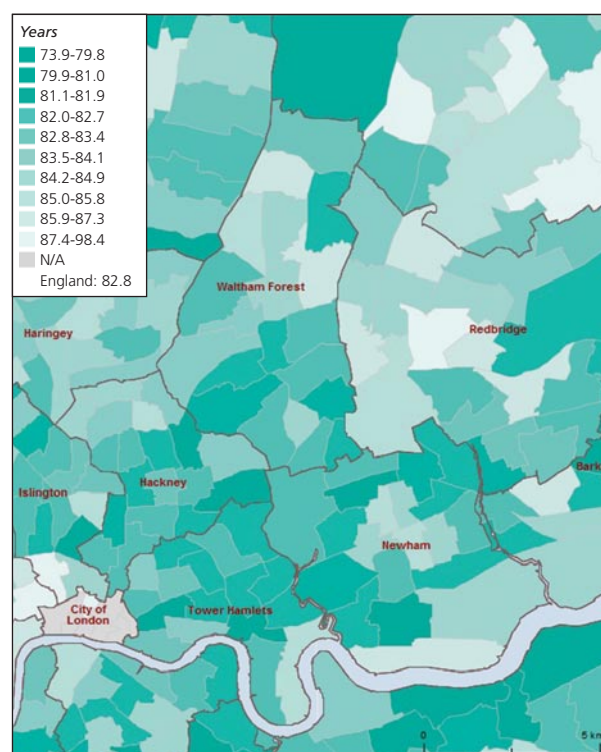 Years
73.9-79.8
79.9-81.0
81.1-81.9
82.0-82.7
82.8-83.4
83.5-84.1
84.2-84.9
85.0-85.8
85.9-87.3
87.4-98.4
N/A
England: 82.8
Waltham Forest
Haringey
Redbridge
Bark
Islington
Hackney
Newham
City of
London
Tower Hamlets
0
5 km